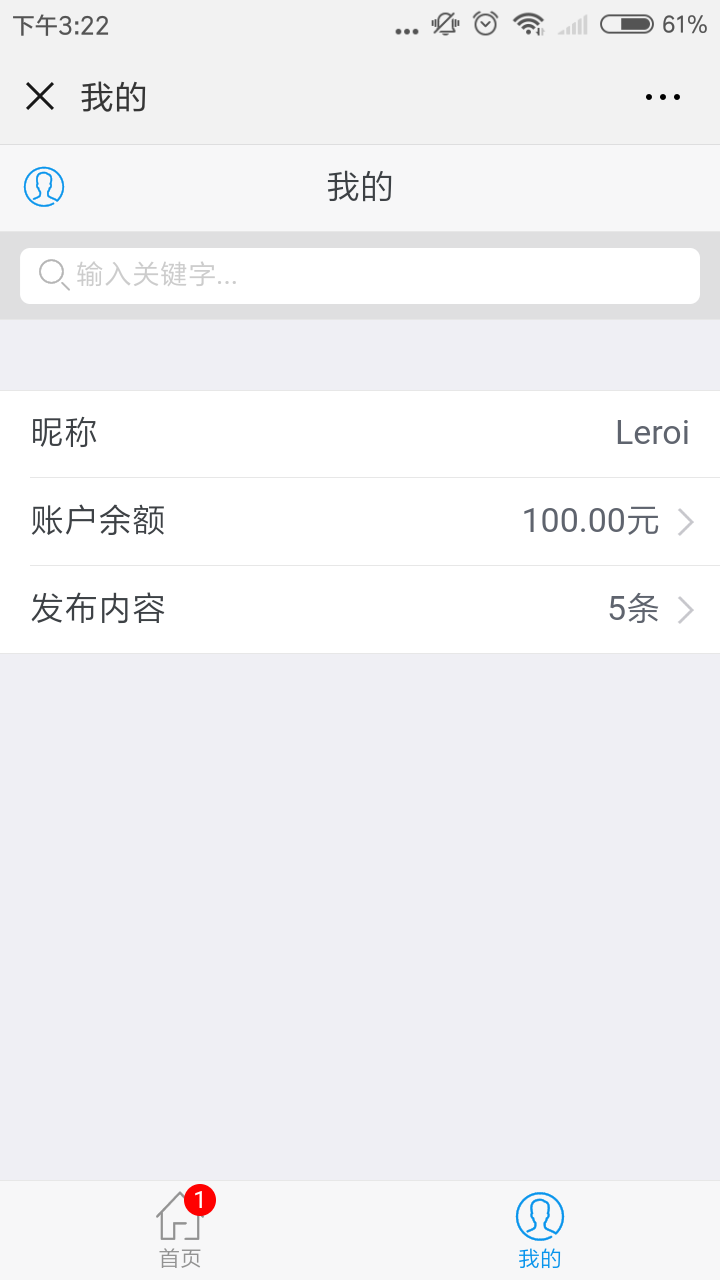 下午3:22
61%
我的
我的
输入关键字...
昵称 Leroi
账户余额 100.00元
发布内容 5条
1
首页
我的